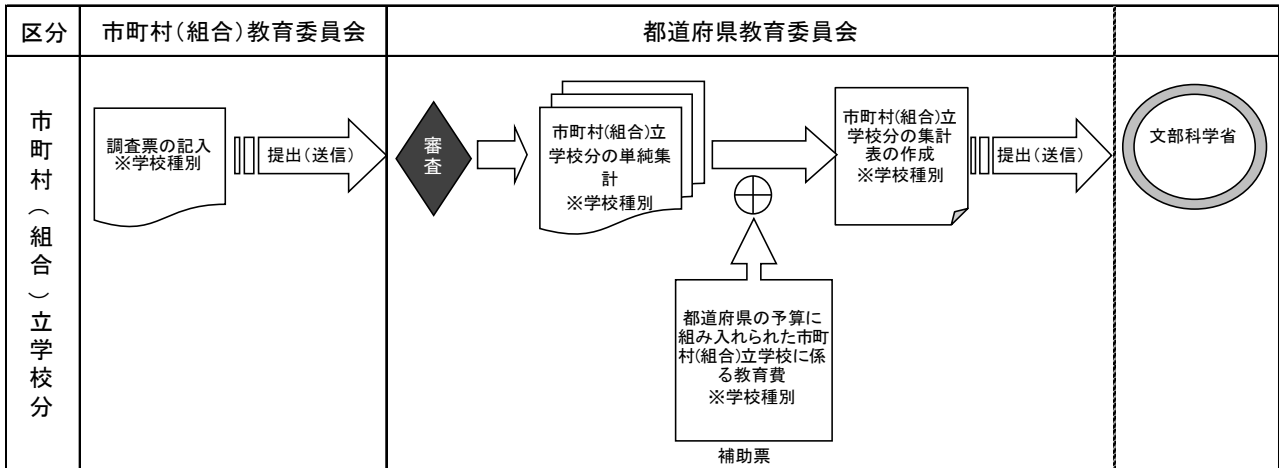 区分
市町村(組合)教育委員会
都道府県教育委員会
市町村(組合)立学校分
調査票の記入
※学校種別
提出(送信)
審査
市町村(組合)立
学校分の単純集
計
※学校種別
市町村(組合)立
学校分の集計
表の作成
※学校種別
提出(送信)
文部科学省
都道府県の予算に
組み入れられた市町
村(組合)立学校に係
る教育費
※学校種別
補助票